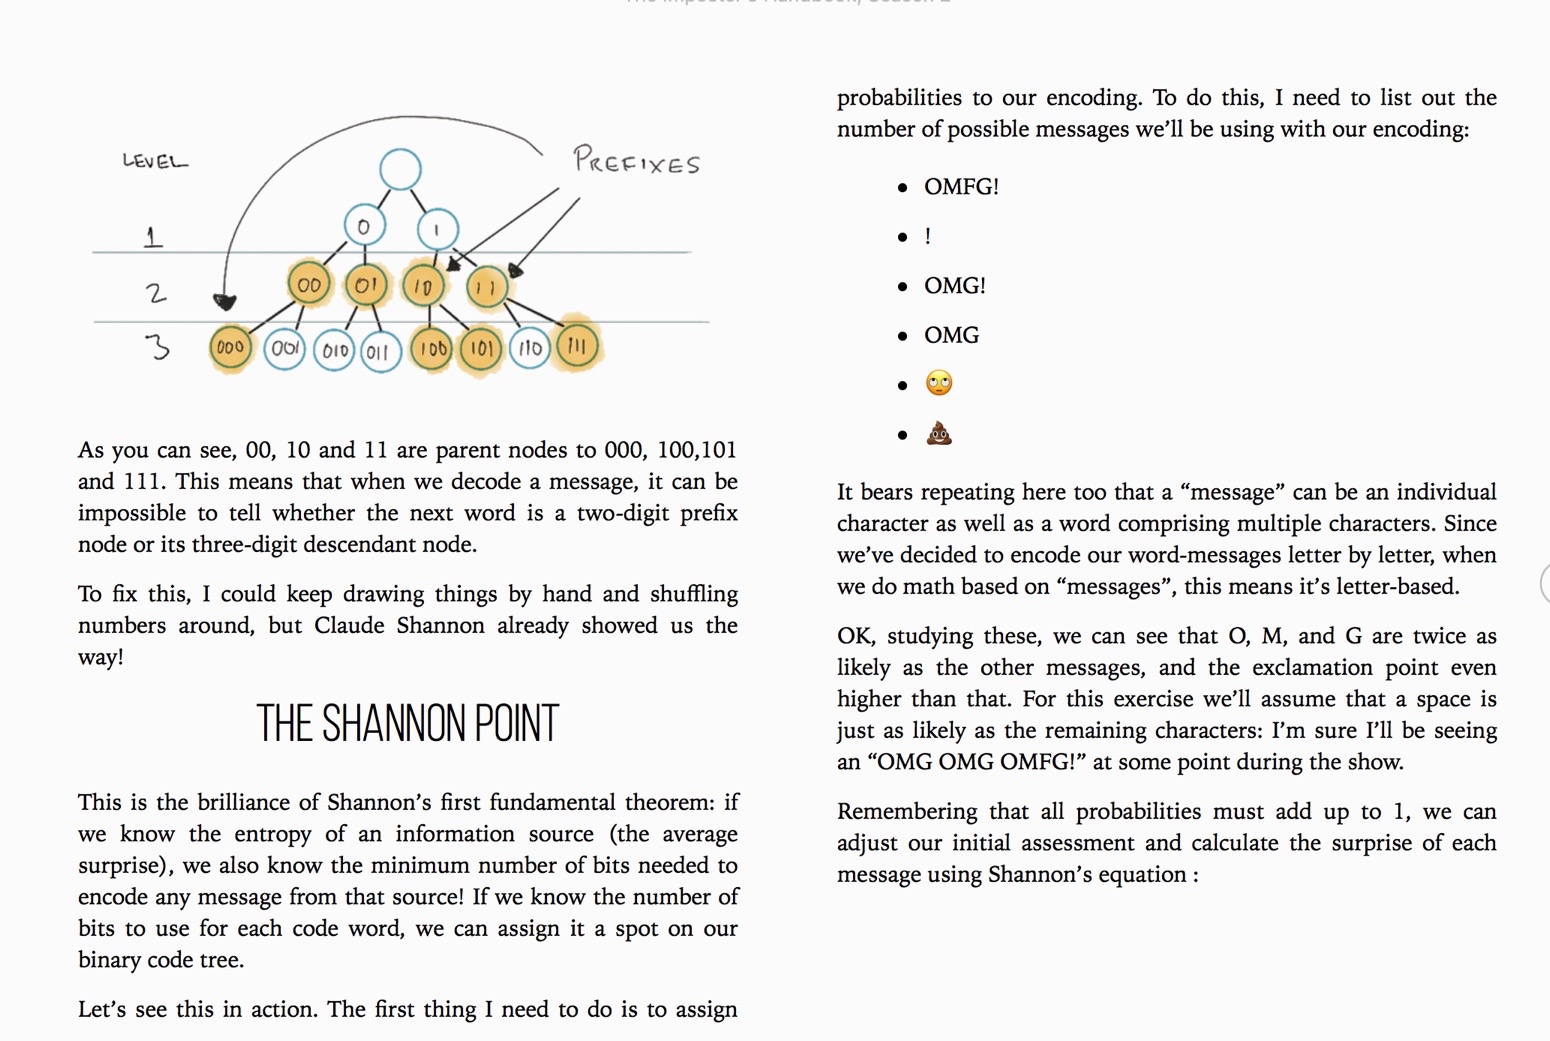 The Imposter's Handbook, Season 2
LEVEL
PREFIXES
0 1
1
00 01 10 11
2
3
000 001 010 011 100 101 110 111
As you can see, 00, 10 and 11 are parent nodes to 000, 100,101
and 111. This means that when we decode a message, it can be
impossible to tell whether the next word is a two-digit prefix
node or its three-digit descendant node.
To fix this, I could keep drawing things by hand and shuffling
numbers around, but Claude Shannon already showed us the
way!
THE SHANNON POINT
This is the brilliance of Shannon’s first fundamental theorem: if
we know the entropy of an information source (the average
surprise), we also know the minimum number of bits needed to
encode any message from that source! If we know the number of
bits to use for each code word, we can assign it a spot on our
binary code tree.
Let’s see this in action. The first thing I need to do is to assign
probabilities to our encoding. To do this, I need to list out the
number of possible messages we’ll be using with our encoding:
• OMFG!
• !
• OMG!
• OMG
• 🙄
• 💩
It bears repeating here too that a “message” can be an individual
character as well as a word comprising multiple characters. Since
we’ve decided to encode our word-messages letter by letter, when
we do math based on “messages”, this means it’s letter-based.
OK, studying these, we can see that O, M, and G are twice as
likely as the other messages, and the exclamation point even
higher than that. For this exercise we’ll assume that a space is
just as likely as the remaining characters: I’m sure I’ll be seeing
an “OMG OMG OMFG!” at some point during the show.
Remembering that all probabilities must add up to 1, we can
adjust our initial assessment and calculate the surprise of each
message using Shannon’s equation :